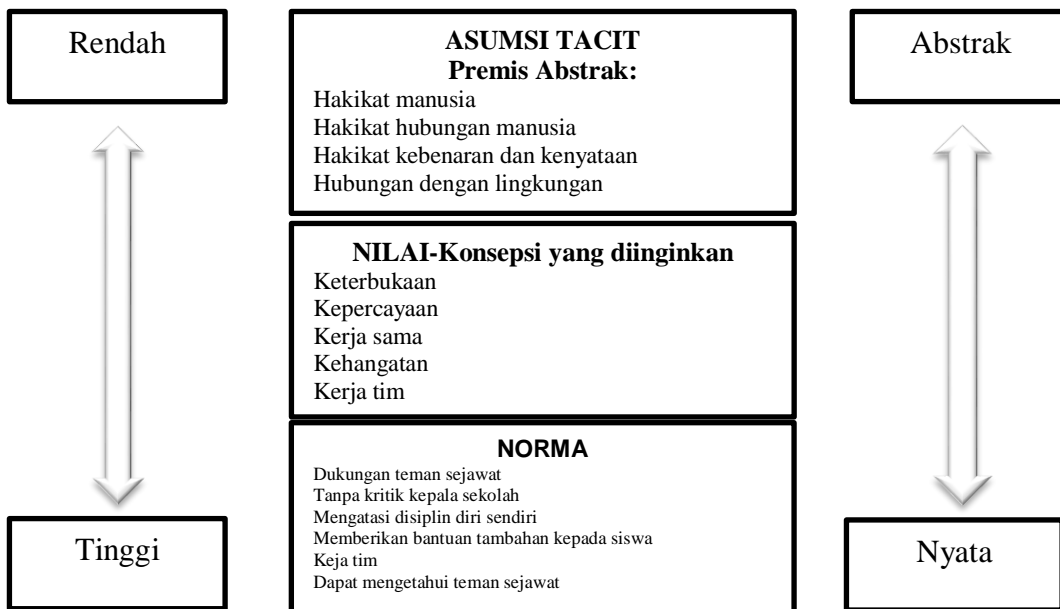 Rendah
ASUMSI TACIT
Premis Abstrak:
Hakikat manusia
Hakikat hubungan manusia
Hakikat kebenaran dan kenyataan
Hubungan dengan lingkungan
Abstrak
NILAI-Konsepsi yang diinginkan
Keterbukaan
Kepercayaan
Kerja sama
Kehangatan
Kerja tim
NORMA
Dukungan teman sejawat
Tanpa kritik kepala sekolah
Mengatasi disiplin diri sendiri
Memberikan bantuan tambahan kepada siswa
Keja tim
Dapat mengetahui teman sejawat
Tinggi
Nyata